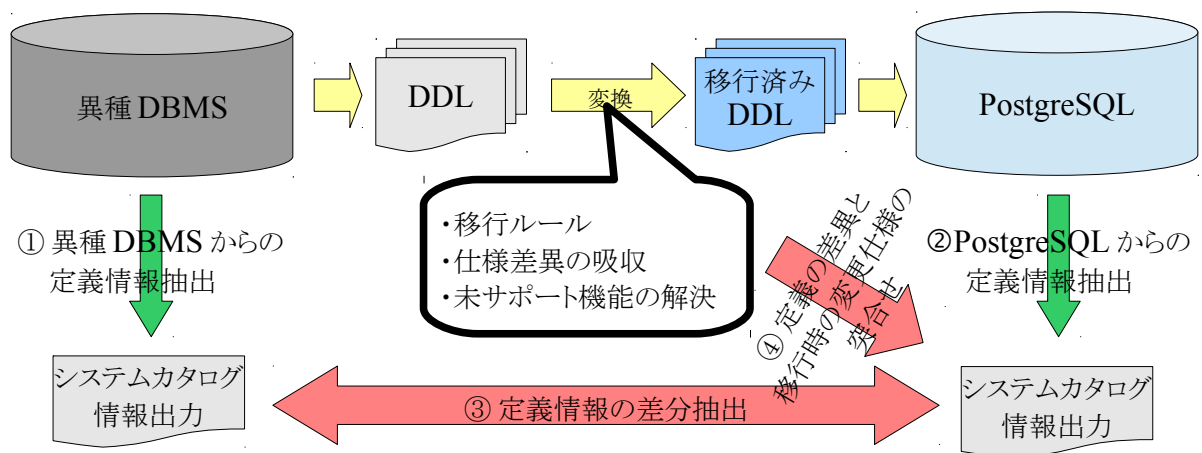 異種 DBMS
DDL
変換
移行済み
DDL
PostgreSQL
・移行ルール
・仕様差異の吸収
・未サポート機能の解決
① 異種 DBMS からの
定義情報抽出
②PostgreSQL からの
定義情報抽出
④ 定義の差異と
移行時の変更仕様の
突合せ
システムカタログ
情報出力
③ 定義情報の差分抽出
システムカタログ
情報出力